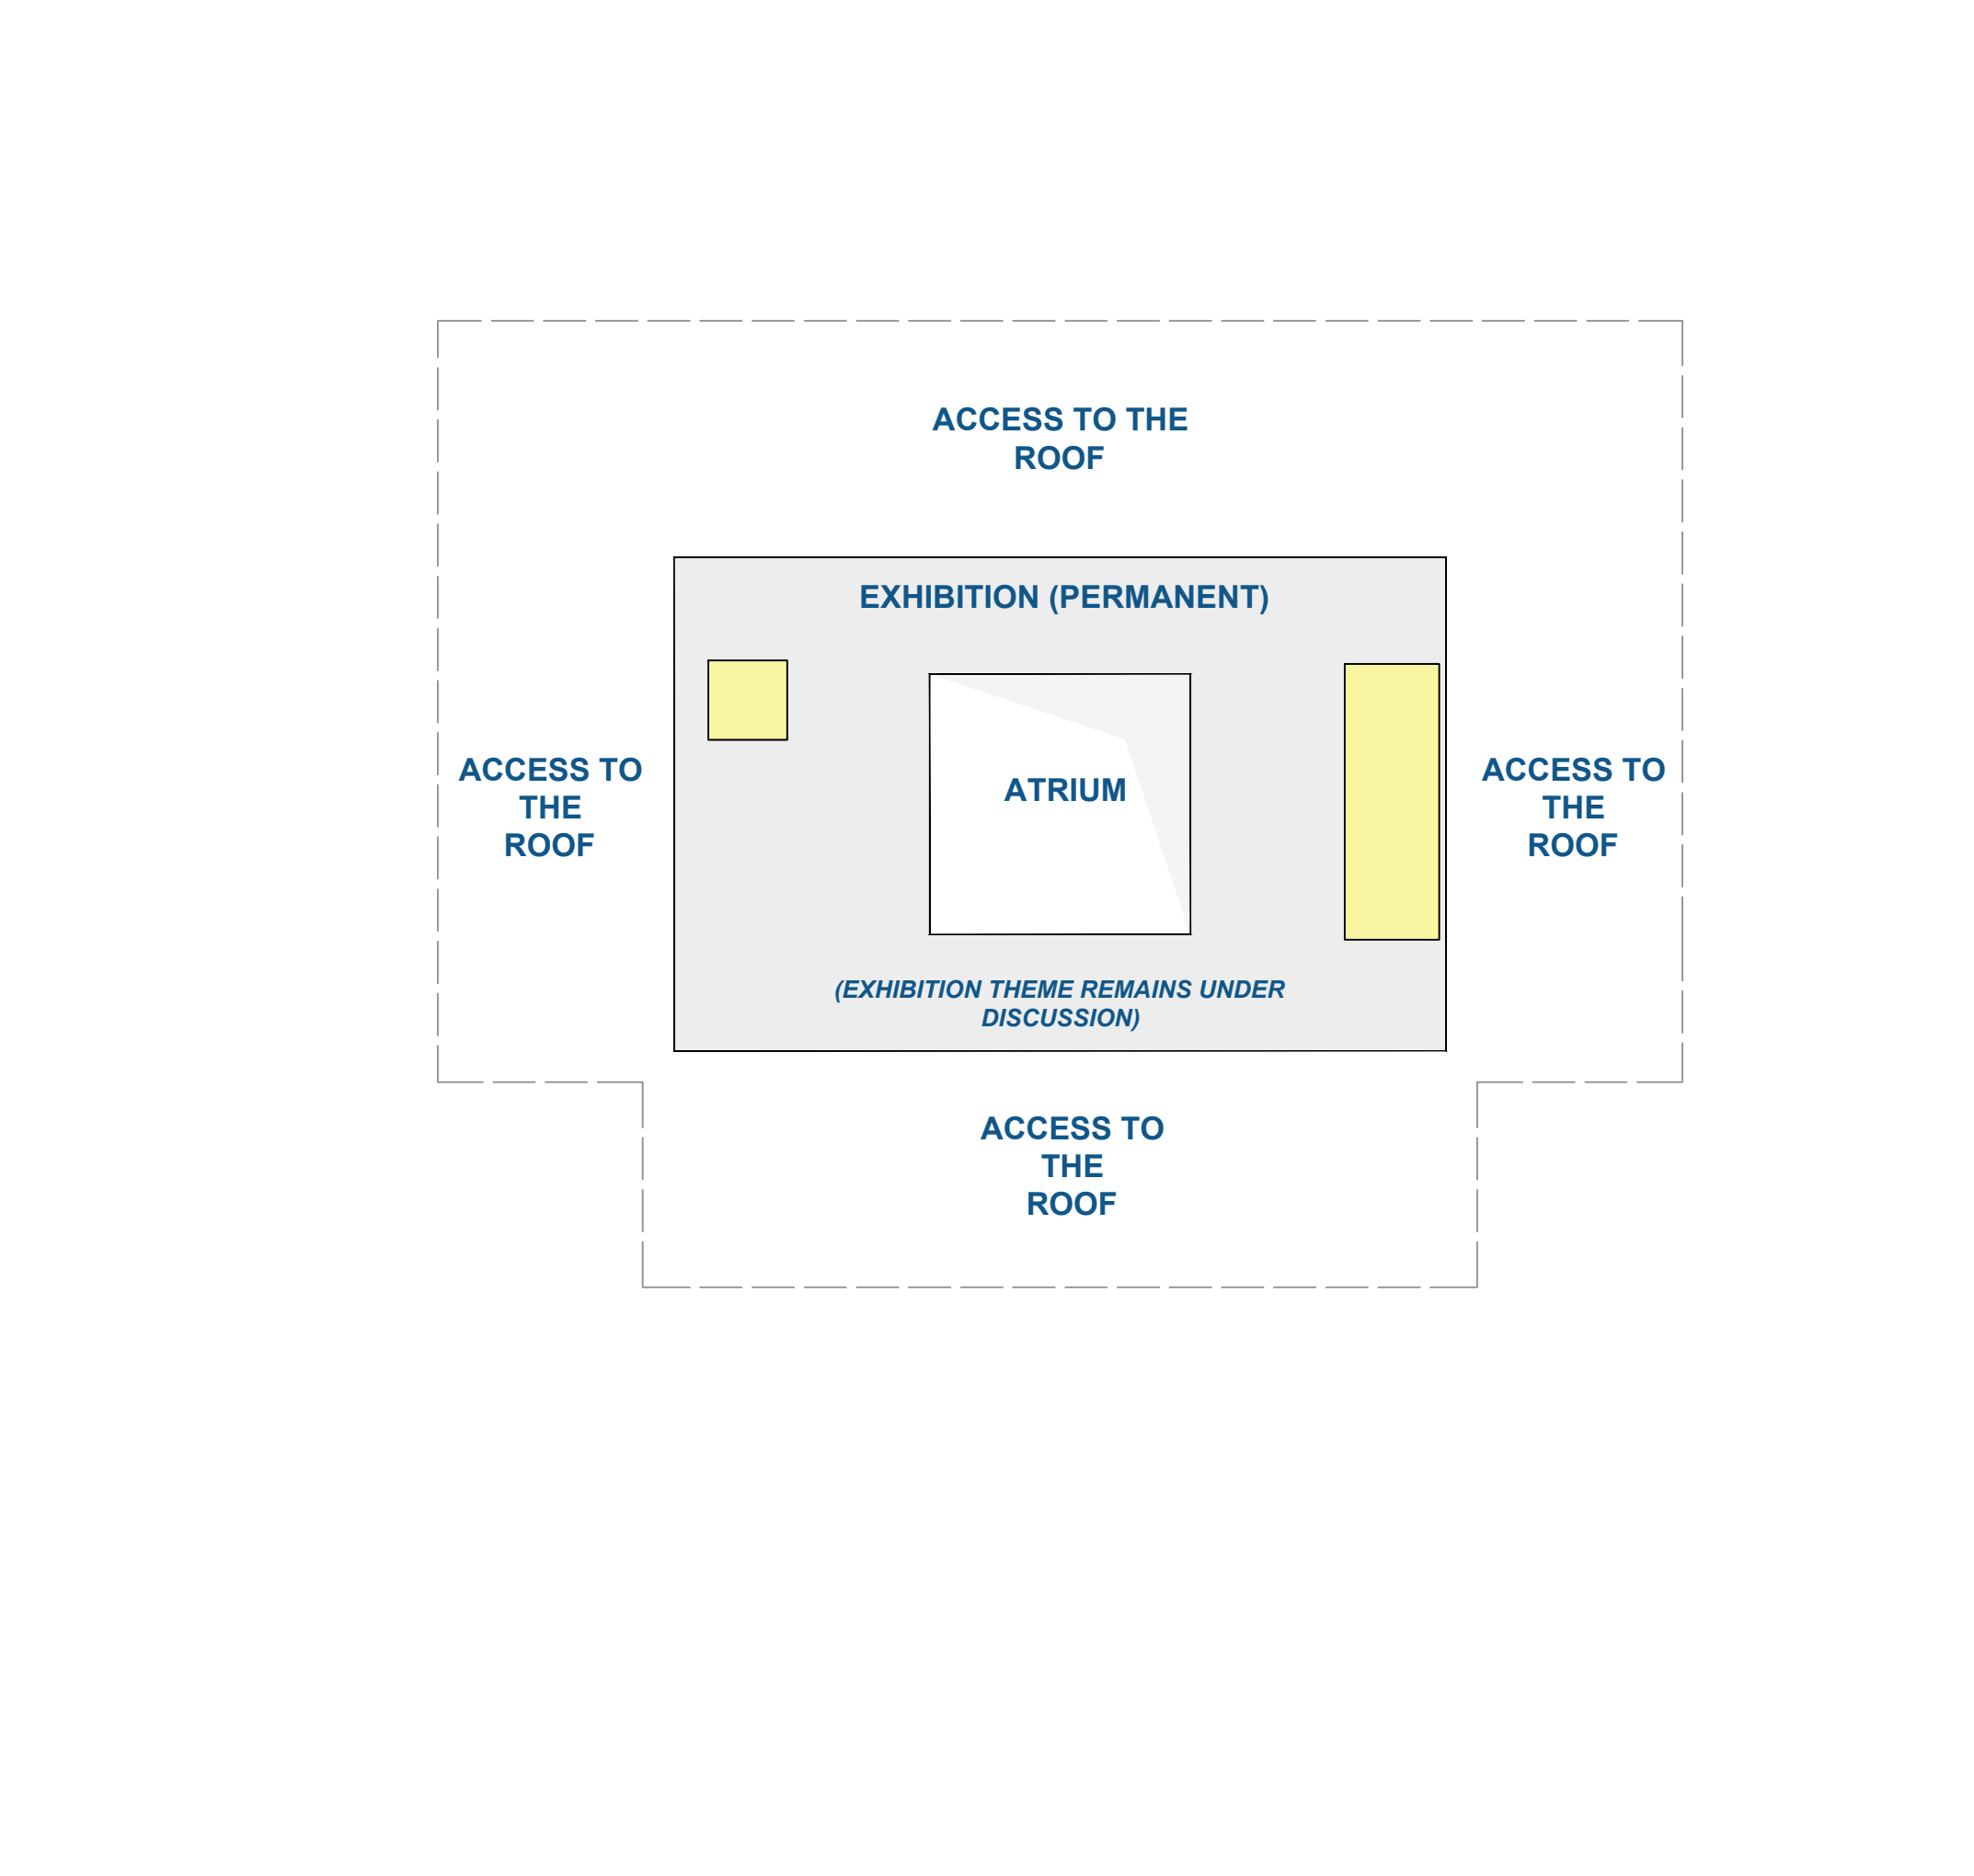 ACCESS TO THE
ROOF
EXHIBITION (PERMANENT)
ACCESS TO
THE
ROOF
ATRIUM
ACCESS TO
THE
ROOF
(EXHIBITION THEME REMAINS UNDER
DISCUSSION)
ACCESS TO
THE
ROOF